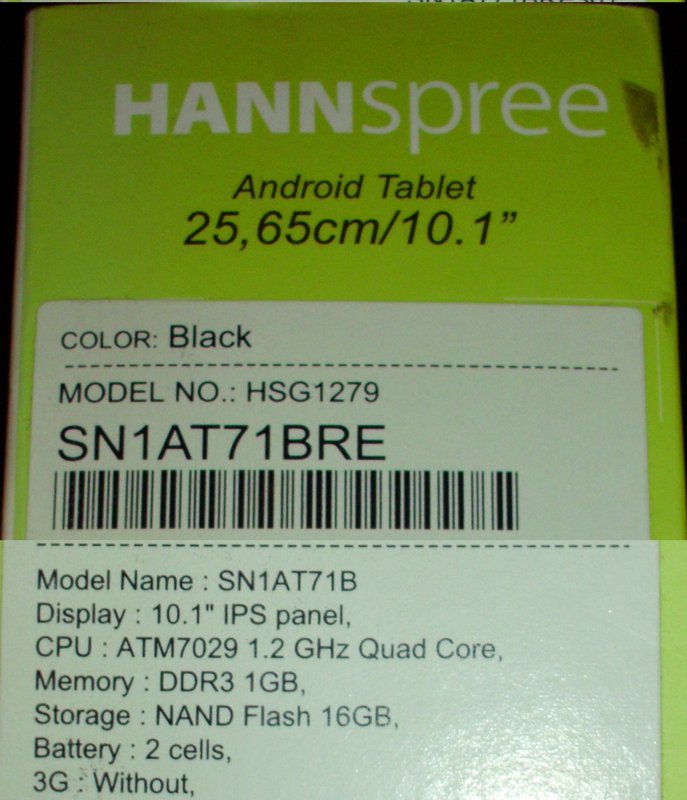 HANNspree
Android Tablet
25,65cm/10.1”
COLOR: Black
MODEL NO.: HSG1279
SN1AT71BRE
Model Name : SN1AT71B
Display : 10.1" IPS panel,
CPU : ATM7029 1.2 GHz Quad Core,
Memory : DDR3 1GB,
Storage : NAND Flash 16GB,
Battery : 2 cells,
3G : Without,